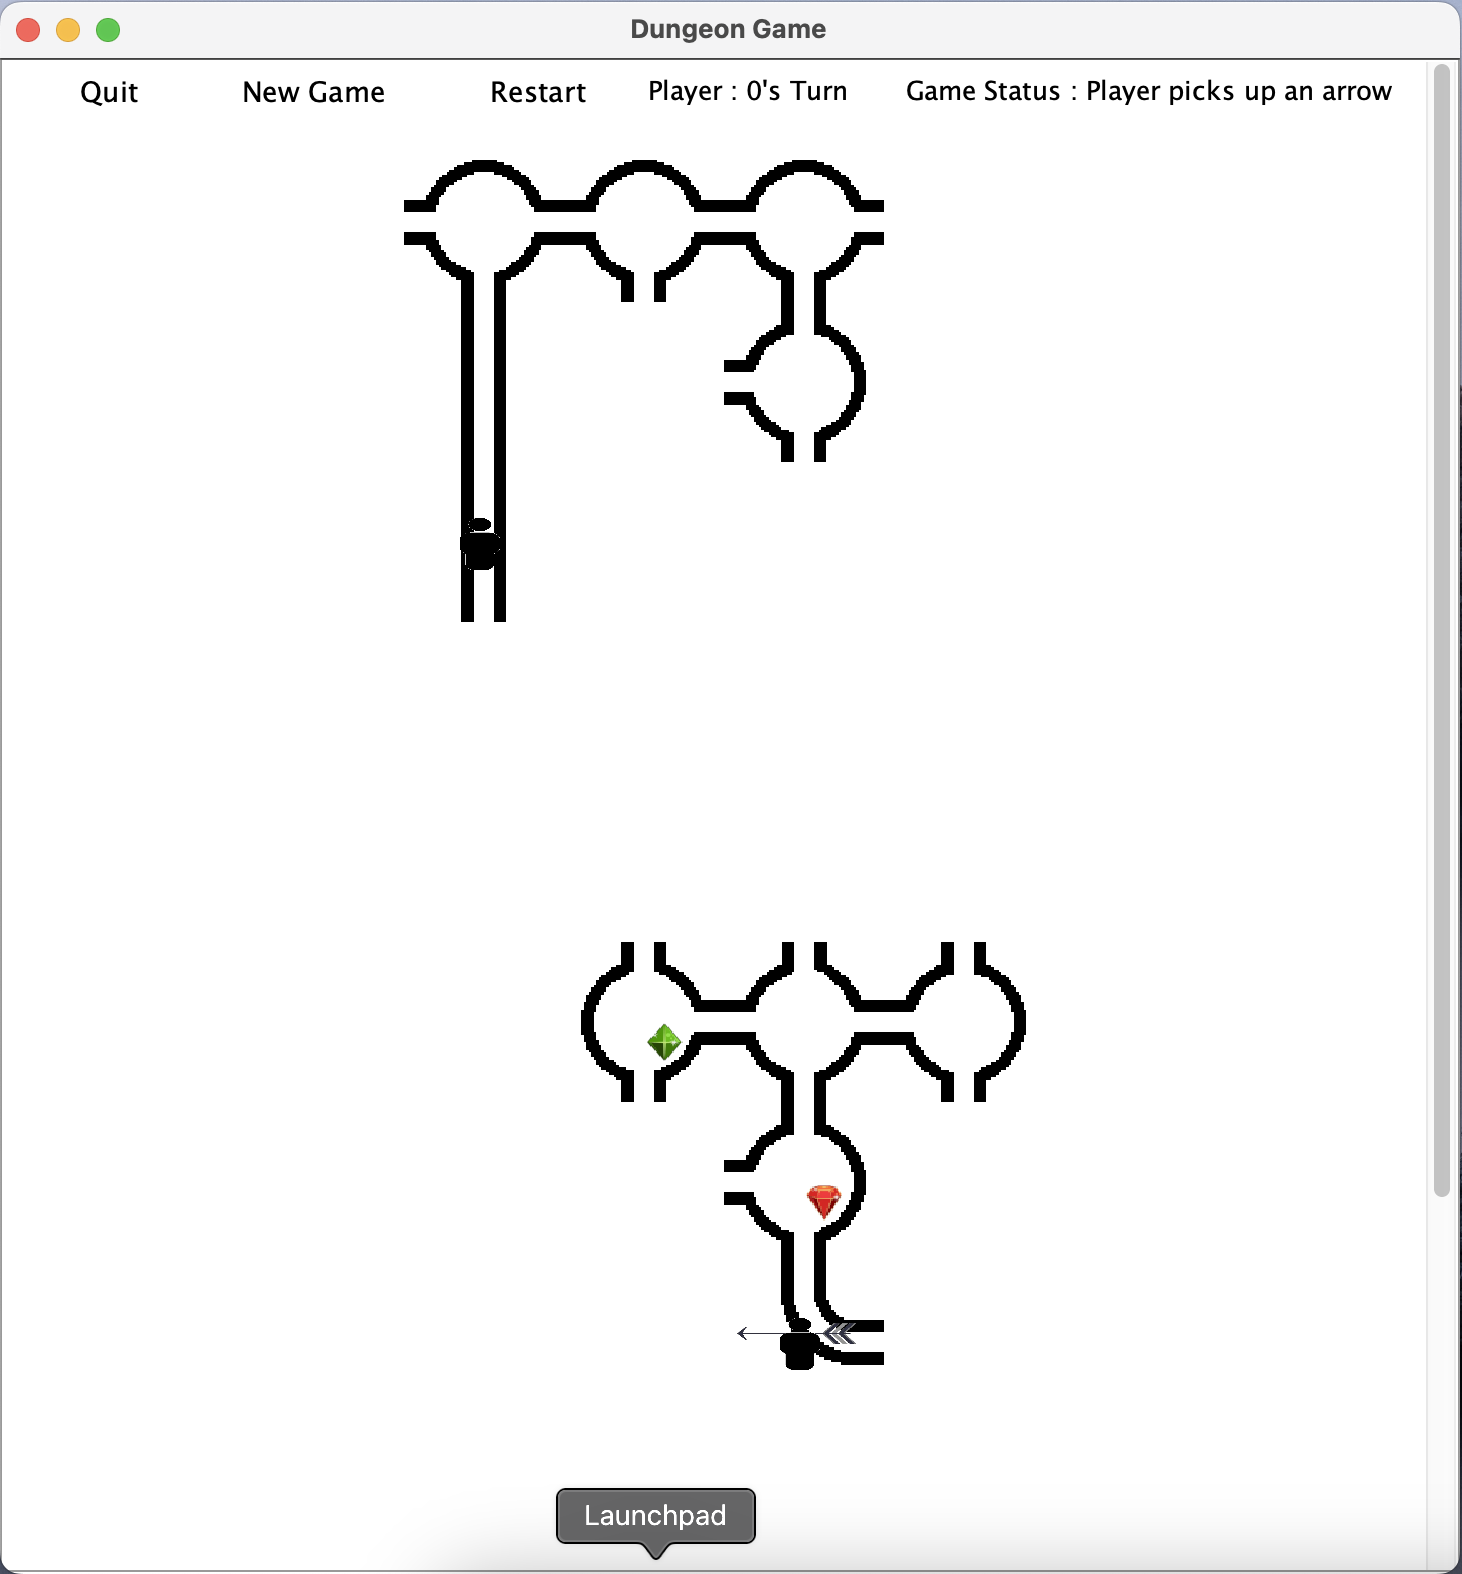 Dungeon Game
Quit New Game Restart Player : 0's Turn Game Status : Player picks up an arrow
Launchpad